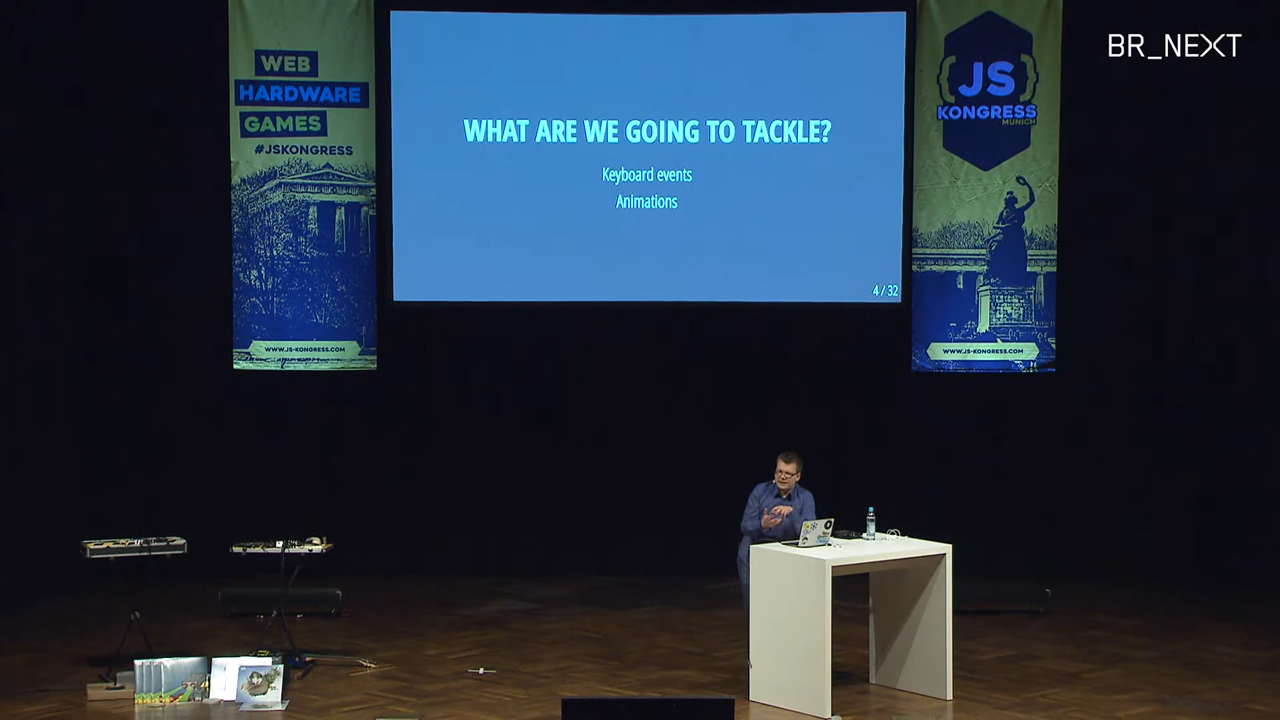 BR_NEXT
WEB
HARDWARE
GAMES
#JSKONGRESS
WWW.JS-KONGRESS.COM
WHAT ARE WE GOING TO TACKLE?
Keyboard events
Animations
4 / 32
{JS}
KONGRESS
MUNICH
WWW.JS-KONGRESS.COM